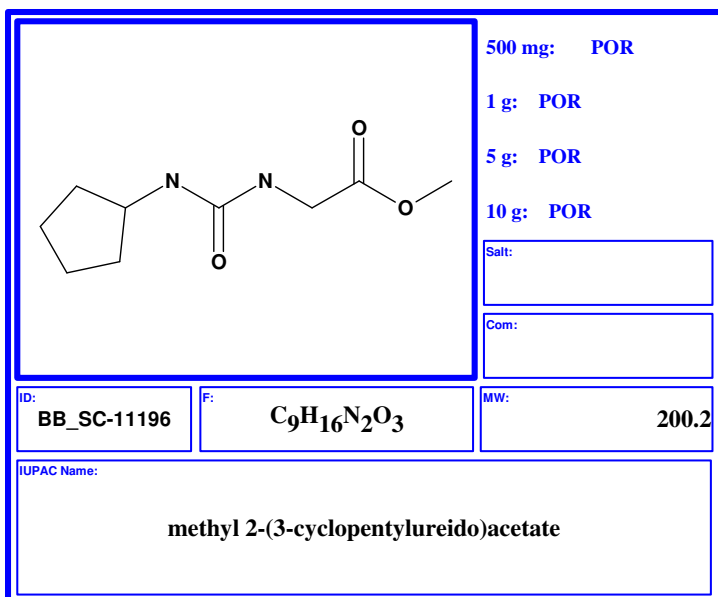 500 mg: POR
1 g: POR
5 g: POR
10 g: POR
O
N
N
O
O
Salt:
Com:
ID:
BB_SC-11196
F:
C9H16N2O3
MW:
200.2
IUPAC Name:
methyl 2-(3-cyclopentylureido)acetate